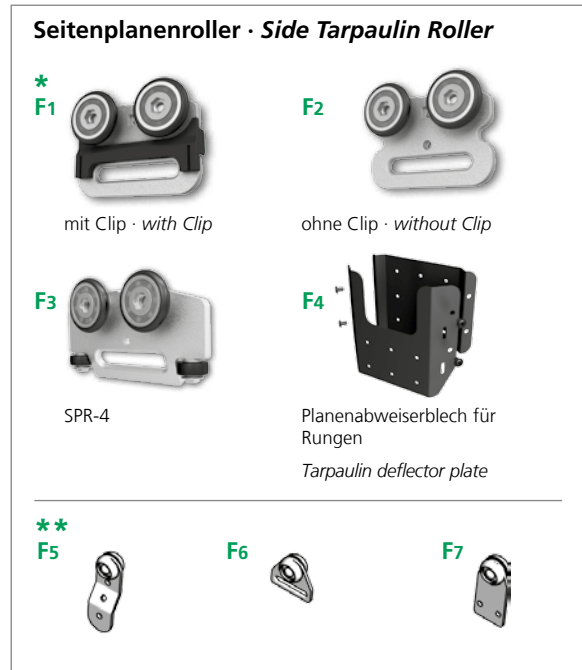 Seitenplanenroller · Side Tarpaulin Roller
*
F1
F2
mit Clip · with Clip
ohne Clip · without Clip
F3
F4
SPR-4
Planenabweiserblech für
Rungen
Tarpaulin deflector plate
**
F5
F6
F7